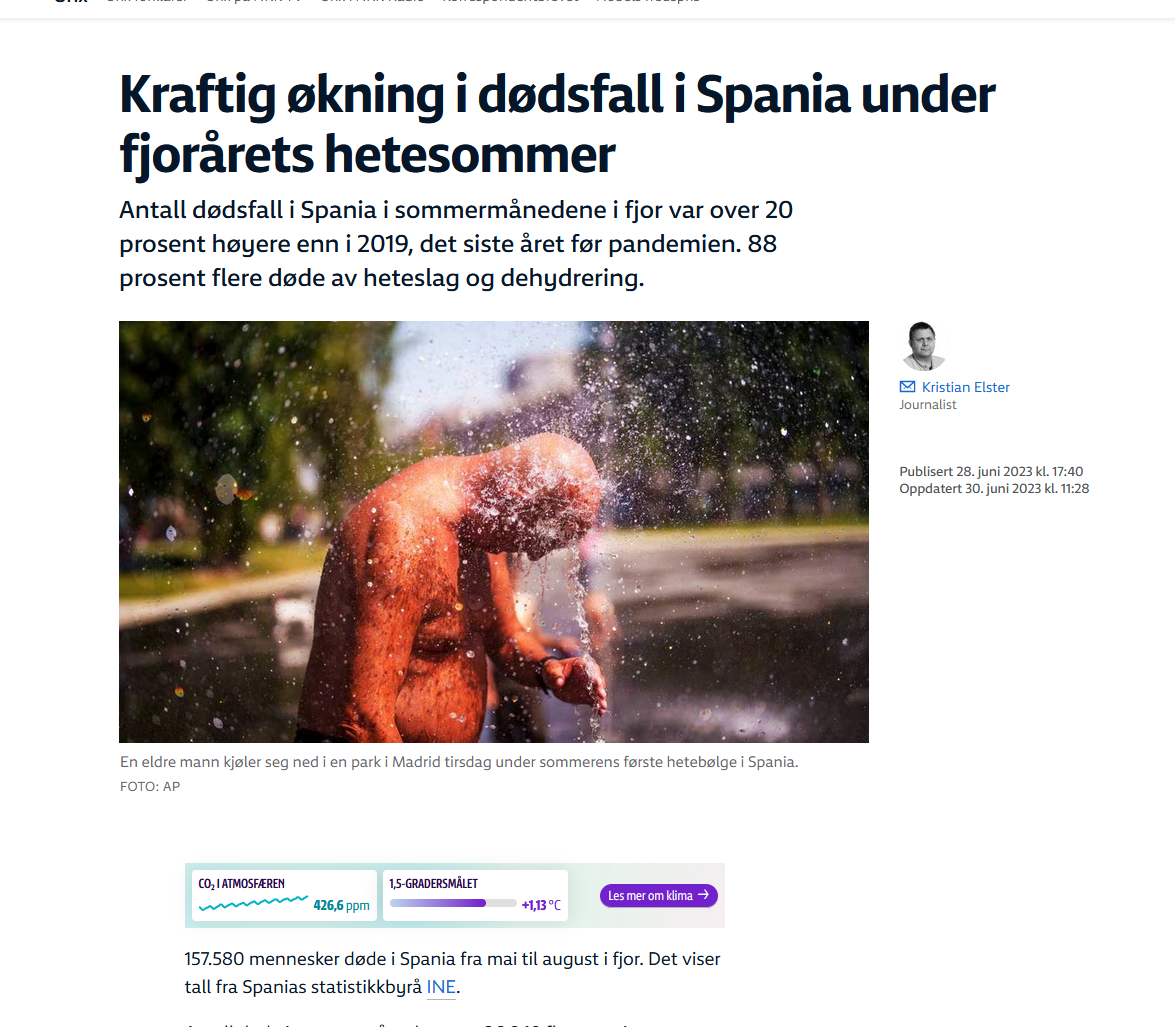 Kraftig økning i dødsfall i Spania under
fjorårets hetesommer
Antall dødsfall i Spania i sommermånedene i fjor var over 20
prosent høyere enn i 2019, det siste året før pandemien. 88
prosent flere døde av heteslag og dehydrering.
Kristian Elster
Journalist
Publisert 28. juni 2023 kl. 17:40
Oppdatert 30. juni 2023 kl. 11:28
En eldre mann kjøler seg ned i en park i Madrid tirsdag under sommerens første hetebølge i Spania.
FOTO: AP
CO₂ I ATMOSFÆREN
426,6 ppm
1,5-GRADERSMÅLET
+1,13 °C
Les mer om klima →
157.580 mennesker døde i Spania fra mai til august i fjor. Det viser
tall fra Spanias statistikkbyrå INE.